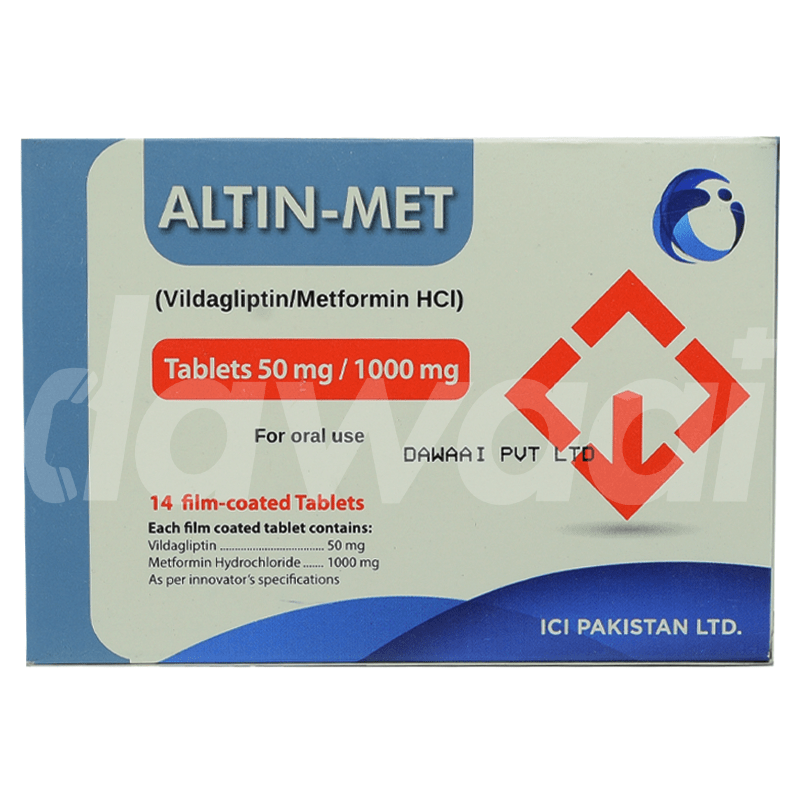 ALTIN-MET
(Vildagliptin/Metformin HCl)
Tablets 50 mg / 1000 mg
For oral use
DAWAAI PVT LTD
14 film-coated Tablets
Each film coated tablet contains:
Vildagliptin .................................. 50 mg
Metformin Hydrochloride ....... 1000 mg
As per innovator's specifications
ICI PAKISTAN LTD.
dawaai